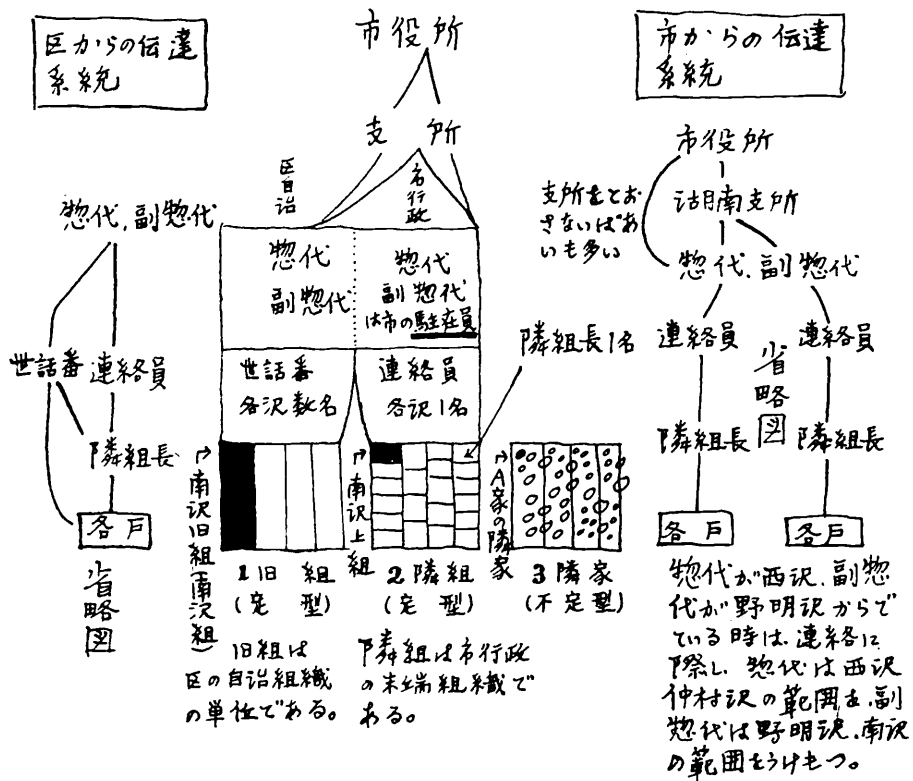 区からの伝達
系統
惣代、副惣代
世話番
連絡員
隣組長
各戸
省略図
市役所
支所
区自治
市行政
惣代
副惣代
惣代
副惣代
は市の駐在員
世話番
各沢数名
連絡員
各沢1名
隣組長1名
南沢旧組(南沢組)
南沢上組
A家の隣家
1旧組
(定型)
2隣組
(定型)
3隣家
(不定型)
旧組は
区の自治組織
の単位である。
隣組は市行政
の末端組織で
ある。
市からの伝達
系統
市役所
湖南支所
支所をとお
さないばあ
いも多い
惣代、副惣代
連絡員
連絡員
省略図
隣組長
隣組長
各戸
各戸
惣代が西沢、副惣
代が野明沢からで
ている時は、連絡に
際し、惣代は西沢
仲村沢の範囲を、副
惣代は野明沢、南沢
の範囲をうけもつ。